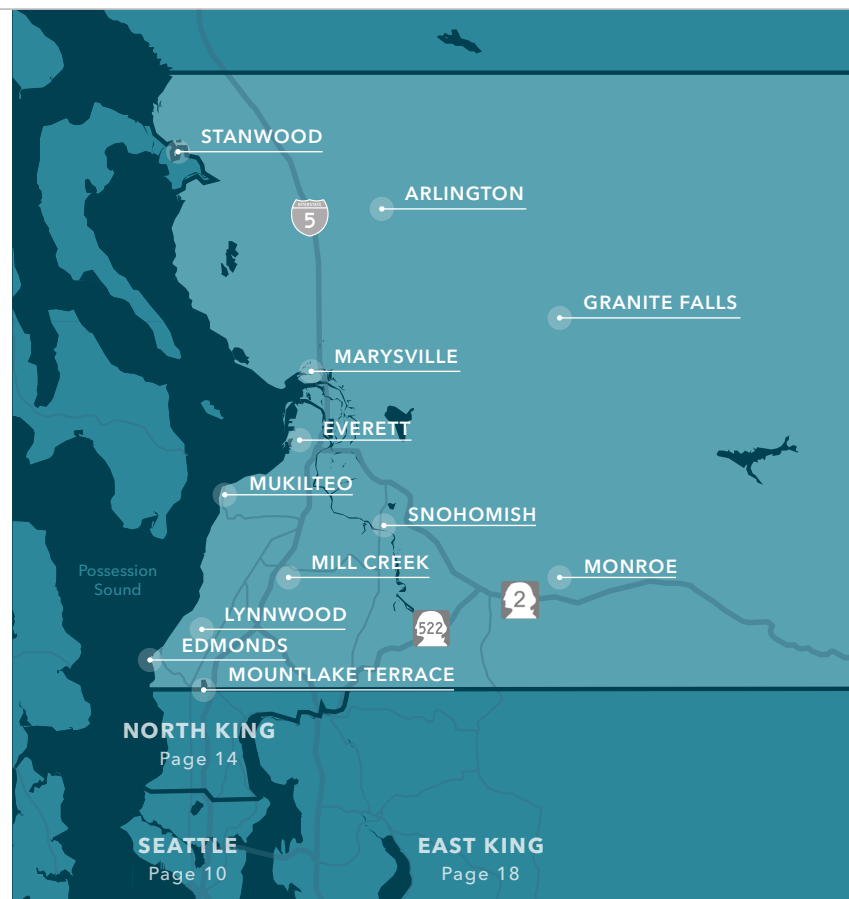 STANWOOD
ARLINGTON
INTERSTATE
5
GRANITE FALLS
MARYSVILLE
EVERETT
MUKILTEO
SNOHOMISH
MILL CREEK
MONROE
Possession
Sound
2
LYNNWOOD
522
EDMONDS
MOUNTLAKE TERRACE
NORTH KING
Page 14
SEATTLE
Page 10
EAST KING
Page 18